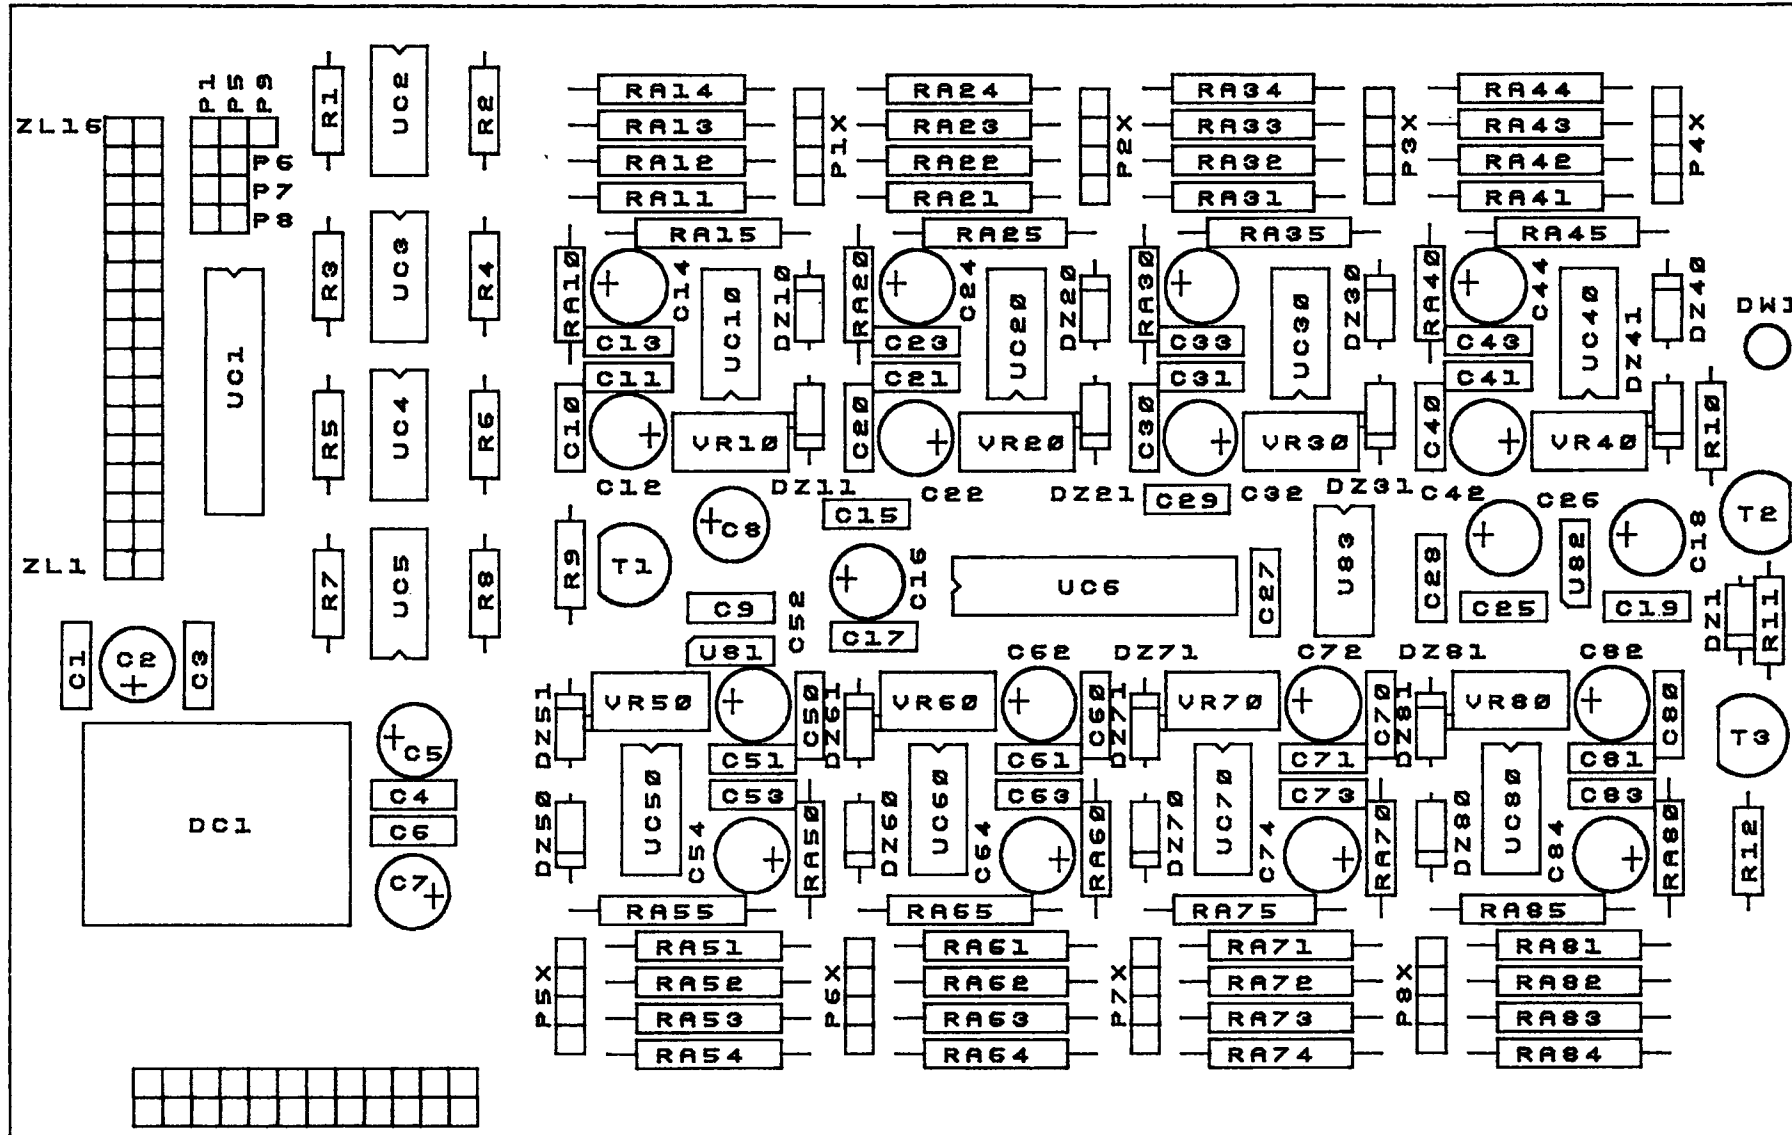 P1
P5
P9
ZL16
P6
P7
P8
ZL1
R1
UC2
R2
R3
UC3
R4
UC1
R5
UC4
R6
R7
UC5
R8
C1
C2
C3
DC1
C5
C4
C6
C7
RA14
RA13
RA12
RA11
RA15
P1X
RA10
C14
C13
C11
UC10
DZ10
C10
C12
VR10
DZ11
RA24
RA23
RA22
RA21
RA25
P2X
RA20
C24
C23
C21
UC20
DZ20
C20
C22
VR20
DZ21
RA34
RA33
RA32
RA31
RA35
P3X
RA30
C33
C31
UC30
DZ30
C30
C32
VR30
DZ31
RA44
RA43
RA42
RA41
RA45
P4X
RA40
C44
C43
C41
UC40
DZ41
DZ40
C40
C42
VR40
DW1
R10
R9
T1
C8
C15
C16
C9
C52
C17
U81
UC6
C29
C27
U83
C28
C26
C25
U82
C18
C19
T2
DZ1
R11
T3
R12
DZ51
VR50
C50
C51
C53
UC50
DZ50
C54
RA50
RA55
P5X
RA51
RA52
RA53
RA54
DZ61
VR60
C62
C60
C61
C63
UC60
DZ60
C64
RA60
RA65
P6X
RA61
RA62
RA63
RA64
DZ71
DZ71
VR70
C72
C70
C71
C73
UC70
DZ70
C74
RA70
RA75
P7X
RA71
RA72
RA73
RA74
DZ81
DZ81
VR80
C82
C80
C81
C83
UC80
DZ80
C84
RA80
RA85
P8X
RA81
RA82
RA83
RA84